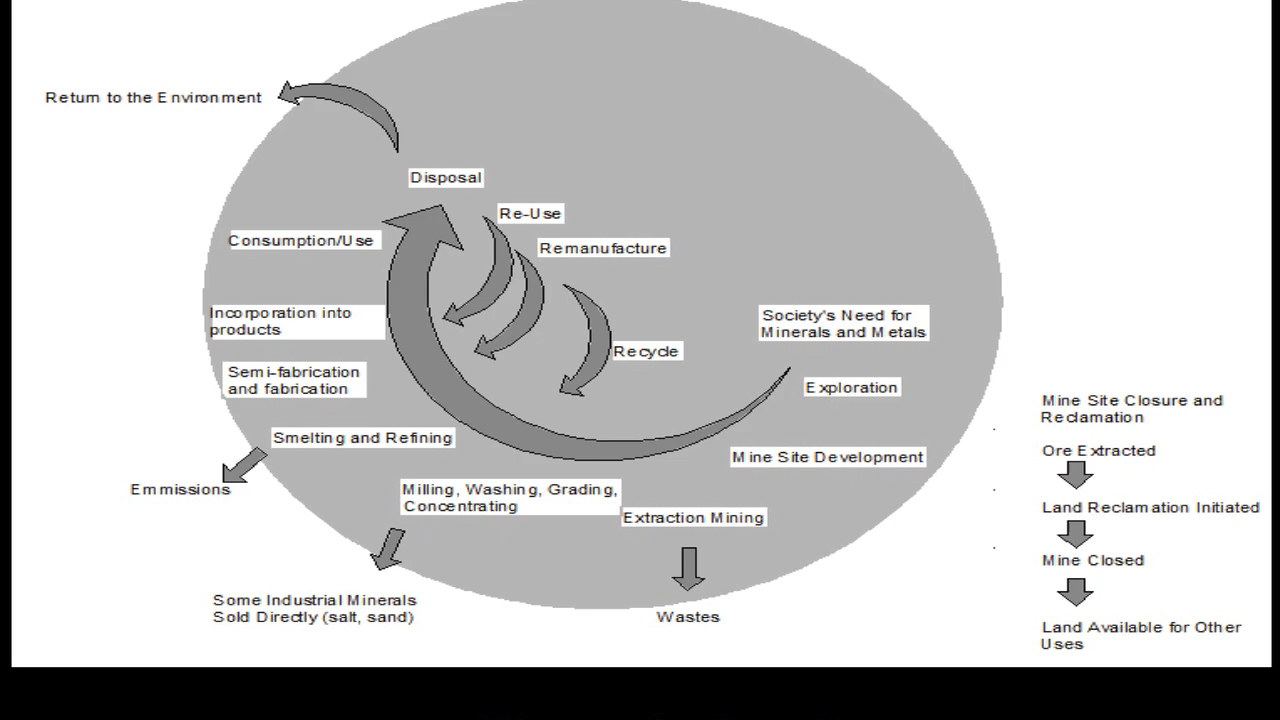 Return to the Environment
Disposal
Re-Use
Consumption/Use
Remanufacture
Incorporation into
products
Society's Need for
Minerals and Metals
Recycle
Semi-fabrication
and fabrication
Exploration
Smelting and Refining
Mine Site Development
Emmissions
Milling, Washing, Grading,
Concentrating
Extraction Mining
Some Industrial Minerals
Sold Directly (salt, sand)
Wastes
Mine Site Closure and
Reclamation
Ore Extracted
Land Reclamation Initiated
Mine Closed
Land Available for Other
Uses